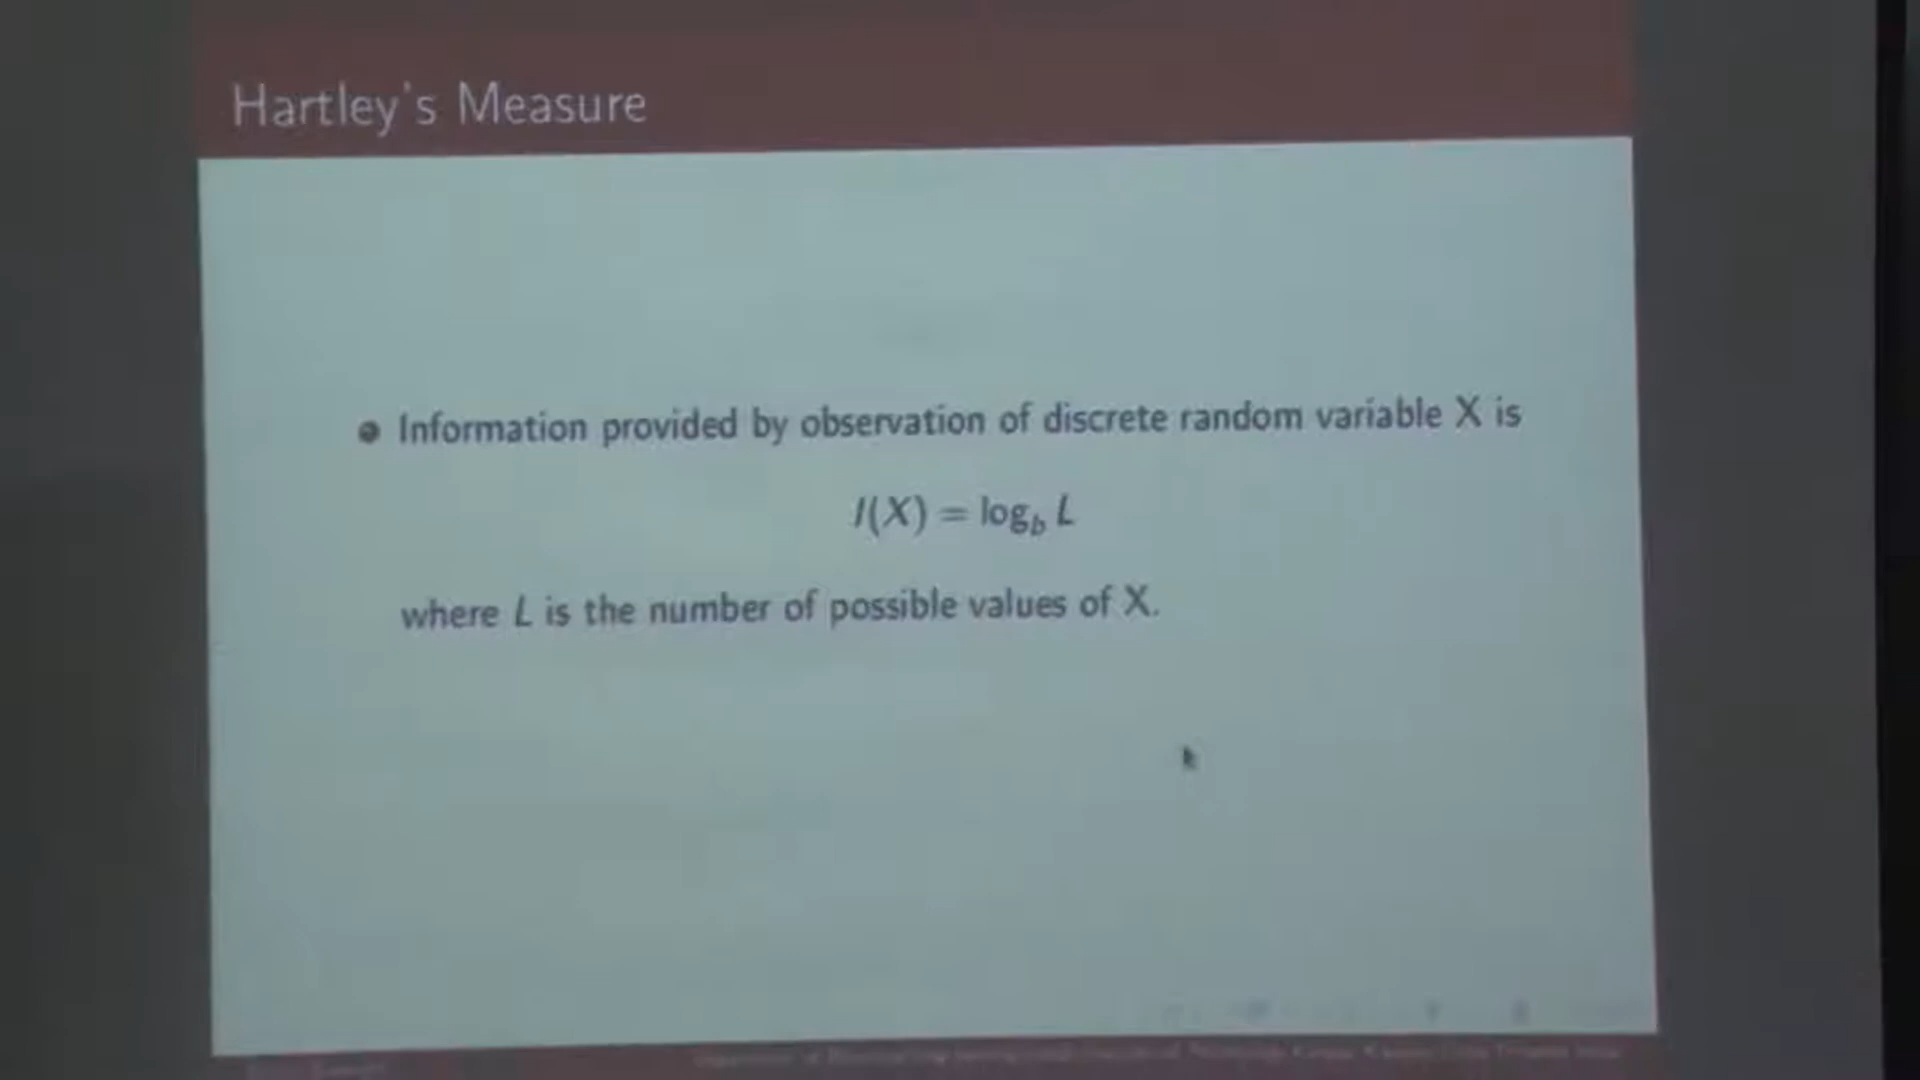 Hartley's Measure
● Information provided by observation of discrete random variable X is
I(X) = log_b L
where L is the number of possible values of X.